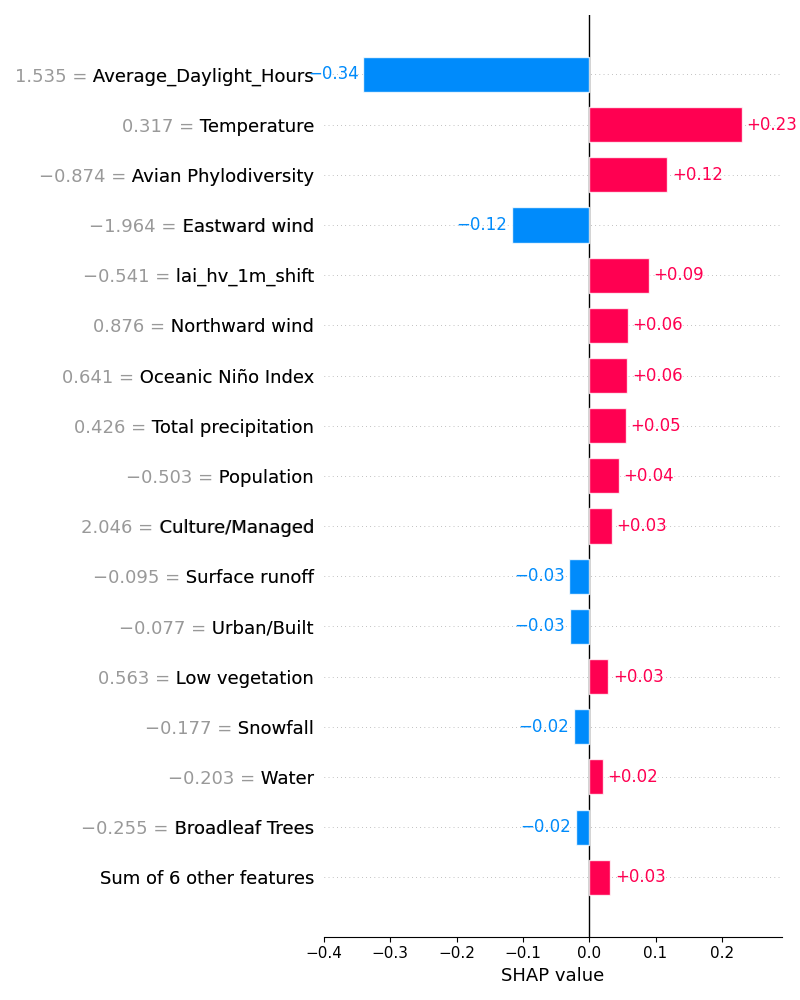 1.535 = Average_Daylight_Hours −0.34
0.317 = Temperature +0.23
−0.874 = Avian Phylodiversity +0.12
−1.964 = Eastward wind −0.12
−0.541 = lai_hv_1m_shift +0.09
0.876 = Northward wind +0.06
0.641 = Oceanic Niño Index +0.06
0.426 = Total precipitation +0.05
−0.503 = Population +0.04
2.046 = Culture/Managed +0.03
−0.095 = Surface runoff −0.03
−0.077 = Urban/Built −0.03
0.563 = Low vegetation +0.03
−0.177 = Snowfall −0.02
−0.203 = Water +0.02
−0.255 = Broadleaf Trees −0.02
Sum of 6 other features +0.03
−0.4 −0.3 −0.2 −0.1 0.0 0.1 0.2
SHAP value